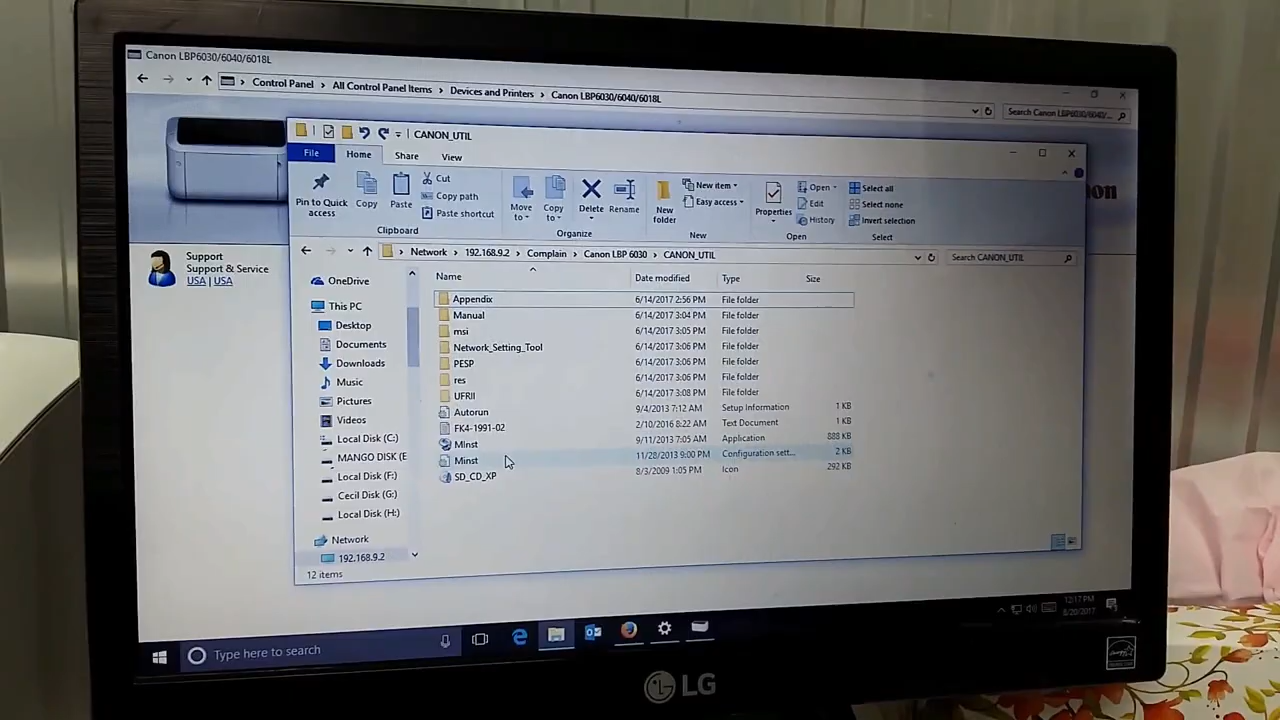 Canon LBP6030/6040/6018L
Control Panel > All Control Panel Items > Devices and Printers > Canon LBP6030/6040/6018L
Search Canon LBP6030/6040/...
CANON_UTIL
File Home Share View
Pin to Quick access
Copy
Paste
Cut
Copy path
Paste shortcut
Clipboard
Move to
Copy to
Delete
Rename
Organize
New folder
New item
Easy access
New
Properties
Open
Edit
History
Open
Select all
Select none
Invert selection
Select
Network > 192.168.9.2 > Complain > Canon LBP 6030 > CANON_UTIL
Search CANON_UTIL
Support
Support & Service
USA | USA
OneDrive
This PC
Desktop
Documents
Downloads
Music
Pictures
Videos
Local Disk (C:)
MANGO DISK (E
Local Disk (F:)
Cecil Disk (G:)
Local Disk (H:)
Network
192.168.9.2
Name Date modified Type Size
Appendix 6/14/2017 2:56 PM File folder
Manual 6/14/2017 3:04 PM File folder
msi 6/14/2017 3:05 PM File folder
Network_Setting_Tool 6/14/2017 3:06 PM File folder
PESP 6/14/2017 3:06 PM File folder
res 6/14/2017 3:06 PM File folder
UFRII 6/14/2017 3:08 PM File folder
Autorun 9/4/2013 7:12 AM Setup Information 1 KB
FK4-1991-02 2/10/2016 8:22 AM Text Document 1 KB
MInst 9/11/2013 7:05 AM Application 888 KB
MInst 11/28/2013 9:00 PM Configuration sett... 2 KB
SD_CD_XP 8/3/2009 1:05 PM Icon 292 KB
12 items
Type here to search
12:17 PM
6/20/2017
LG